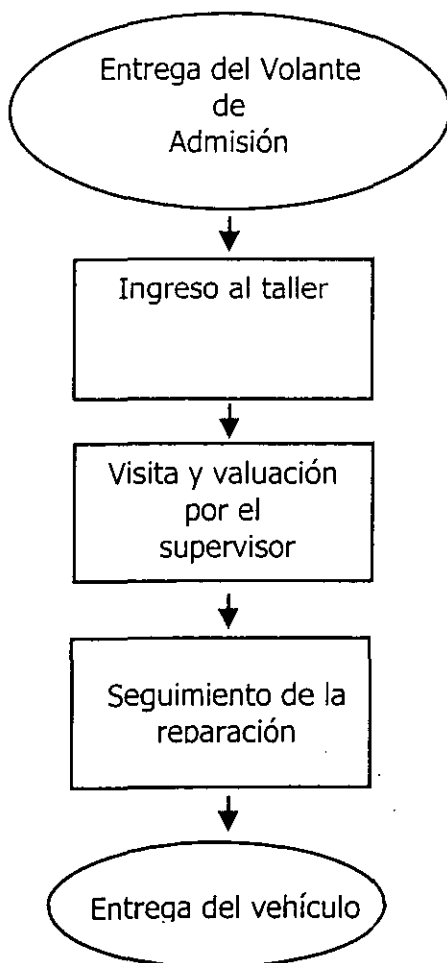 Entrega del Volante
de
Admisión
Ingreso al taller
Visita y valuación
por el
supervisor
Seguimiento de la
reparación
Entrega del vehículo